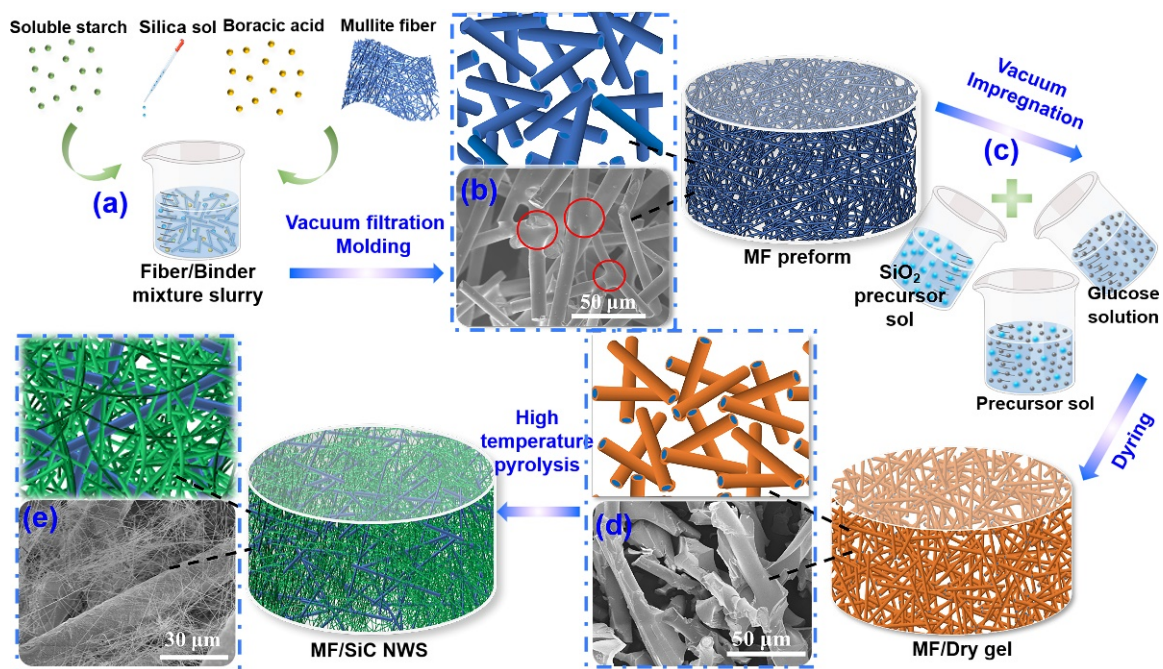 Soluble starch
Silica sol
Boracic acid
Mullite fiber
(a)
Fiber/Binder
mixture slurry
Vacuum filtration
Molding
(b)
50 μm
MF preform
Vacuum
Impregnation
(c)
SiO₂
precursor
sol
Glucose
solution
Precursor sol
Dyring
MF/Dry gel
(d)
50 μm
High
temperature
pyrolysis
MF/SiC NWS
(e)
30 μm